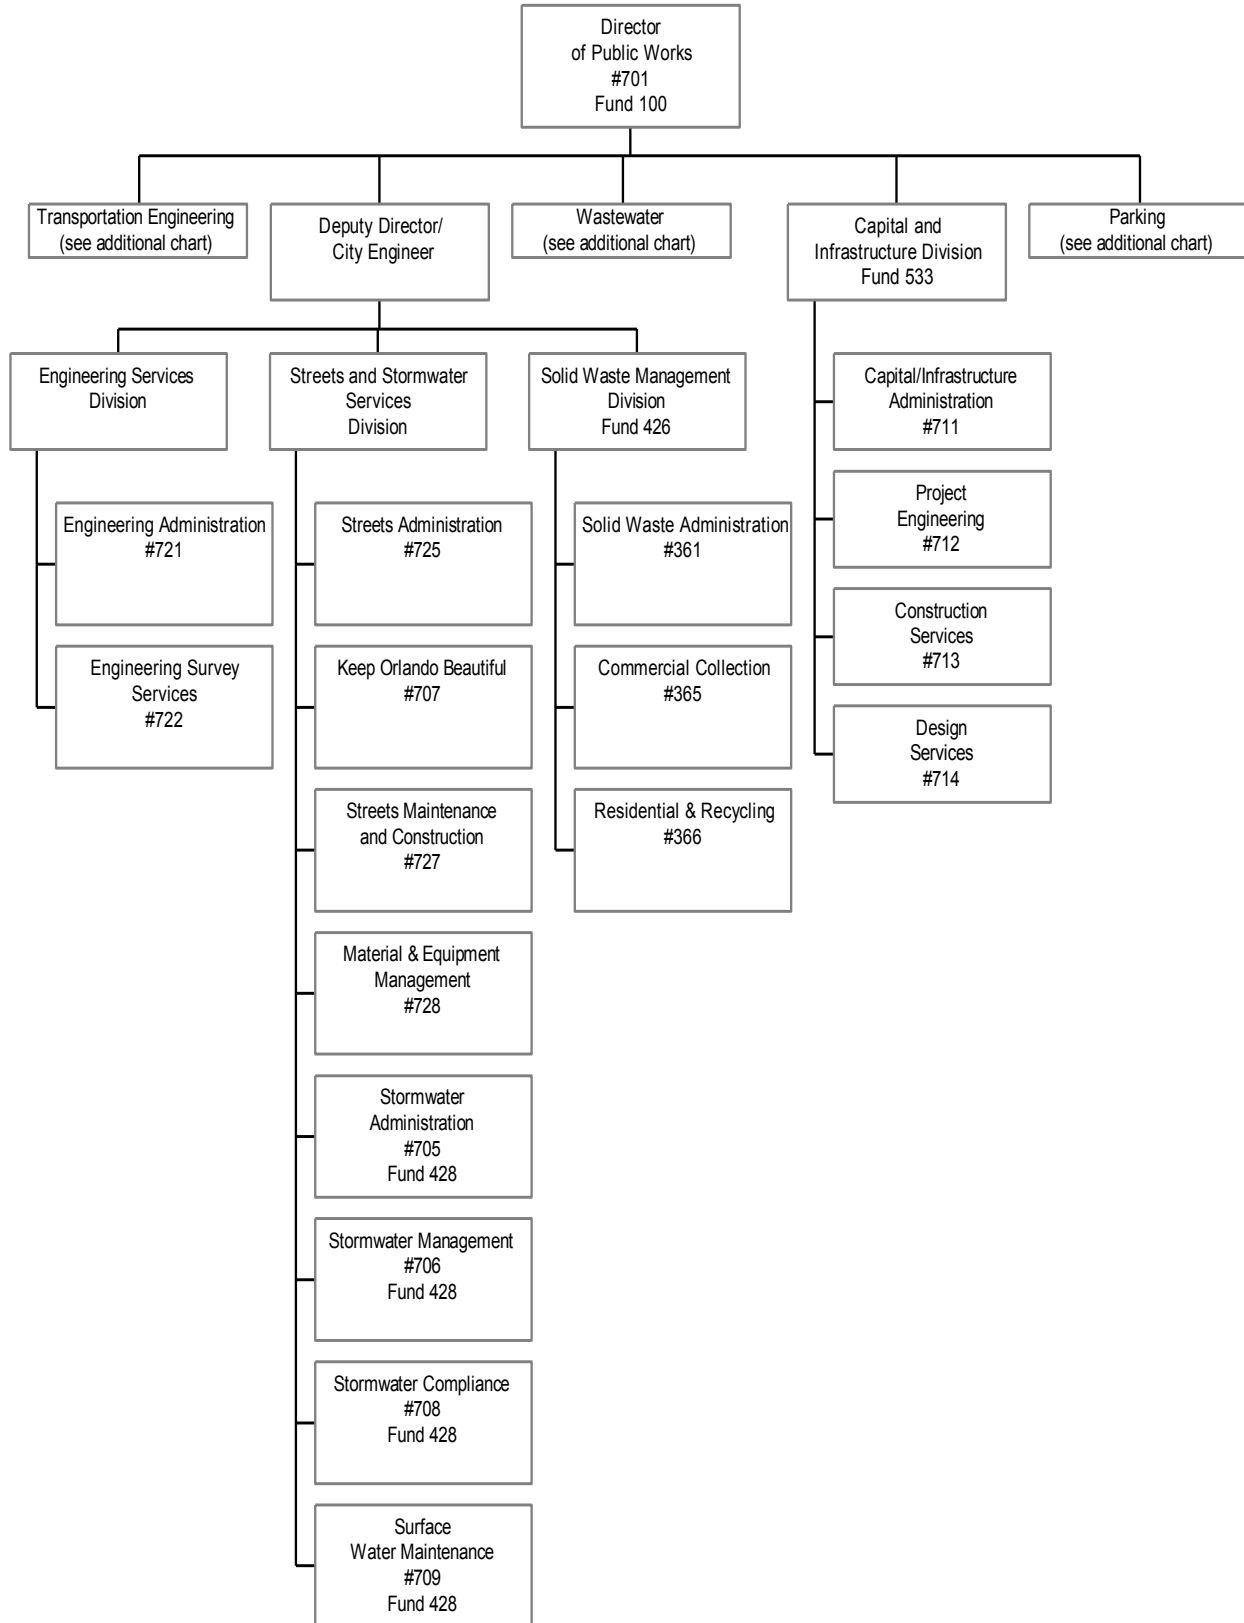 Director
of Public Works
#701
Fund 100
Transportation Engineering
(see additional chart)
Deputy Director/
City Engineer
Wastewater
(see additional chart)
Capital and
Infrastructure Division
Fund 533
Parking
(see additional chart)
Engineering Services
Division
Streets and Stormwater
Services
Division
Solid Waste Management
Division
Fund 426
Capital/Infrastructure
Administration
#711
Project
Engineering
#712
Construction
Services
#713
Design
Services
#714
Engineering Administration
#721
Engineering Survey
Services
#722
Streets Administration
#725
Keep Orlando Beautiful
#707
Streets Maintenance
and Construction
#727
Material & Equipment
Management
#728
Stormwater
Administration
#705
Fund 428
Stormwater Management
#706
Fund 428
Stormwater Compliance
#708
Fund 428
Surface
Water Maintenance
#709
Fund 428
Solid Waste Administration
#361
Commercial Collection
#365
Residential & Recycling
#366